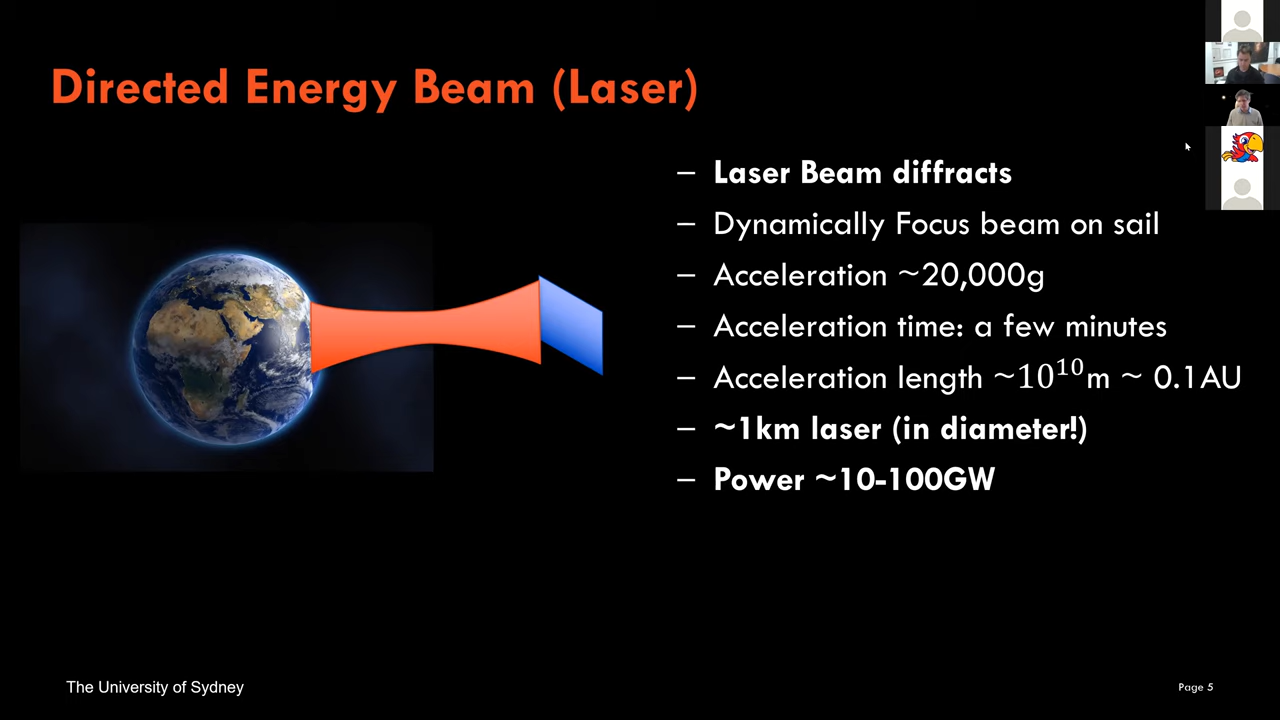 Directed Energy Beam (Laser)
– Laser Beam diffracts
– Dynamically Focus beam on sail
– Acceleration ~20,000g
– Acceleration time: a few minutes
– Acceleration length ~10¹⁰m ~ 0.1AU
– ~1km laser (in diameter!)
– Power ~10-100GW
The University of Sydney
Page 5